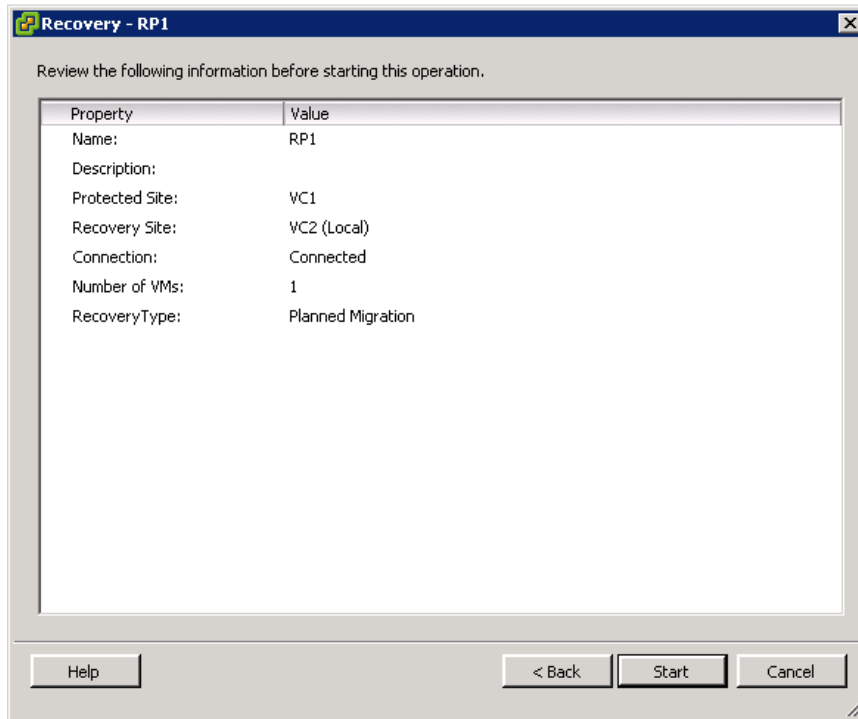 Recovery - RP1
Review the following information before starting this operation.
Property Value
Name: RP1
Description:
Protected Site: VC1
Recovery Site: VC2 (Local)
Connection: Connected
Number of VMs: 1
RecoveryType: Planned Migration
Help < Back Start Cancel